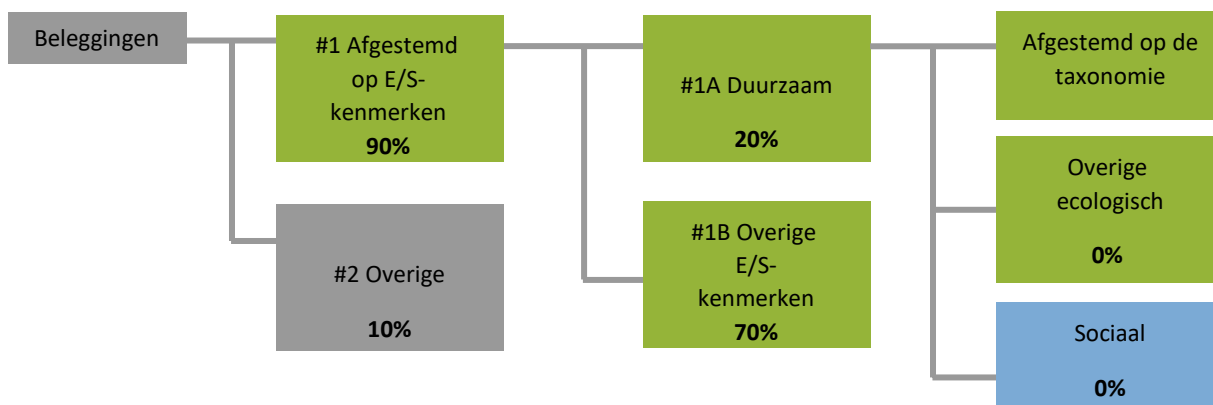 Beleggingen
#1 Afgestemd
op E/S-
kenmerken
90%
#2 Overige
10%
#1A Duurzaam
20%
#1B Overige
E/S-
kenmerken
70%
Afgestemd op de
taxonomie
Overige
ecologisch
0%
Sociaal
0%